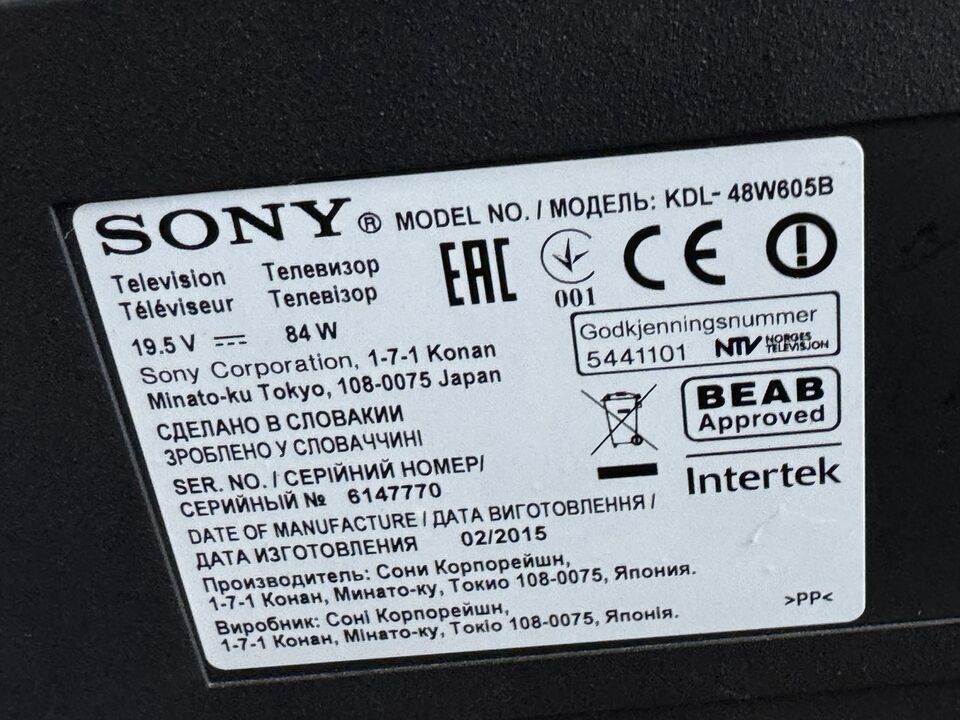 SONY® MODEL NO. / МОДЕЛЬ: KDL- 48W605B
Television Телевизор
Téléviseur Телевізор
19.5 V 84 W
EAC
001
CE
Godkjenningsnummer
5441101 NTV NORGES TELEVISJON
Sony Corporation, 1-7-1 Konan
Minato-ku Tokyo, 108-0075 Japan
BEAB
Approved
Intertek
СДЕЛАНО В СЛОВАКИИ
ЗРОБЛЕНО У СЛОВАЧЧИНІ
SER. NO. / СЕРІЙНИЙ НОМЕР/
СЕРИЙНЫЙ № 6147770
DATE OF MANUFACTURE / ДАТА ВИГОТОВЛЕННЯ /
ДАТА ИЗГОТОВЛЕНИЯ 02/2015
Производитель: Сони Корпорейшн,
1-7-1 Конан, Минато-ку, Токио 108-0075, Япония.
Виробник: Соні Корпорейшн,
1-7-1 Конан, Мінато-ку, Токіо 108-0075, Японія.
>PP<